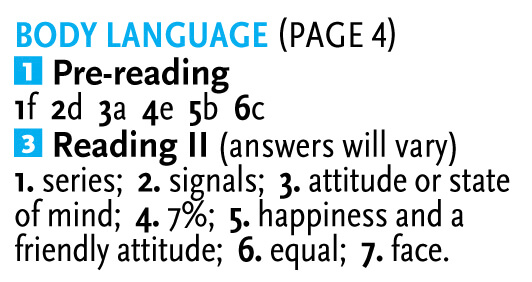 BODY LANGUAGE (PAGE 4)
1 Pre-reading
1f 2d 3a 4e 5b 6c
3 Reading II (answers will vary)
1. series; 2. signals; 3. attitude or state
of mind; 4. 7%; 5. happiness and a
friendly attitude; 6. equal; 7. face.